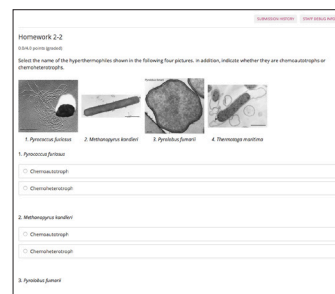 SUBMISSION HISTORY STAFF DEBUG INFO
Homework 2-2
0.0/4.0 points (graded)
Select the name of the hyperthermophiles shown in the following four pictures. In addition, indicate whether they are chemoautotrophs or
chemoheterotrophs.
1. Pyrococcus furiosus 2. Methanopyrus kandleri 3. Pyrolobus fumarii 4. Thermotoga maritima
1. Pyrococcus furiosus
Chemoautotroph
Chemoheterotroph
2. Methanopyrus kandleri
Chemoautotroph
Chemoheterotroph
3. Pyrolobus fumarii